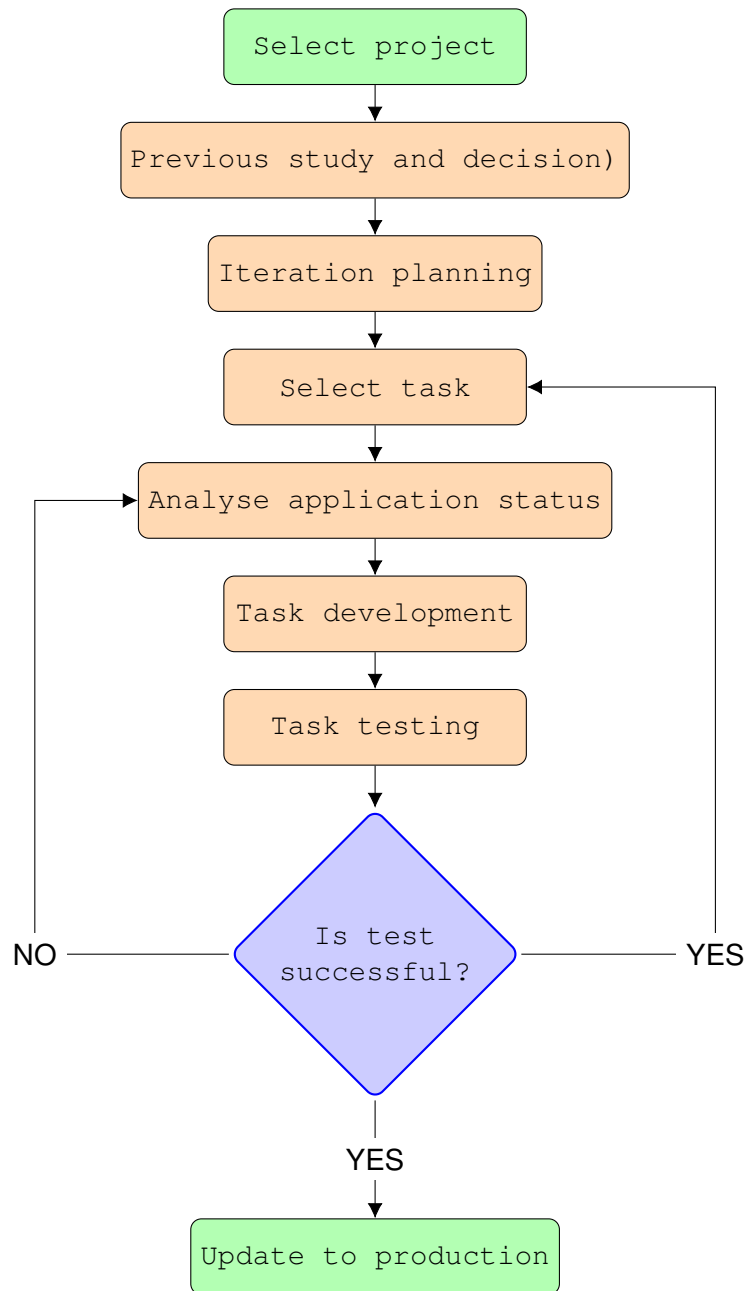 Select project
Previous study and decision)
Iteration planning
Select task
Analyse application status
Task development
Task testing
Is test
successful?
NO
YES
YES
Update to production